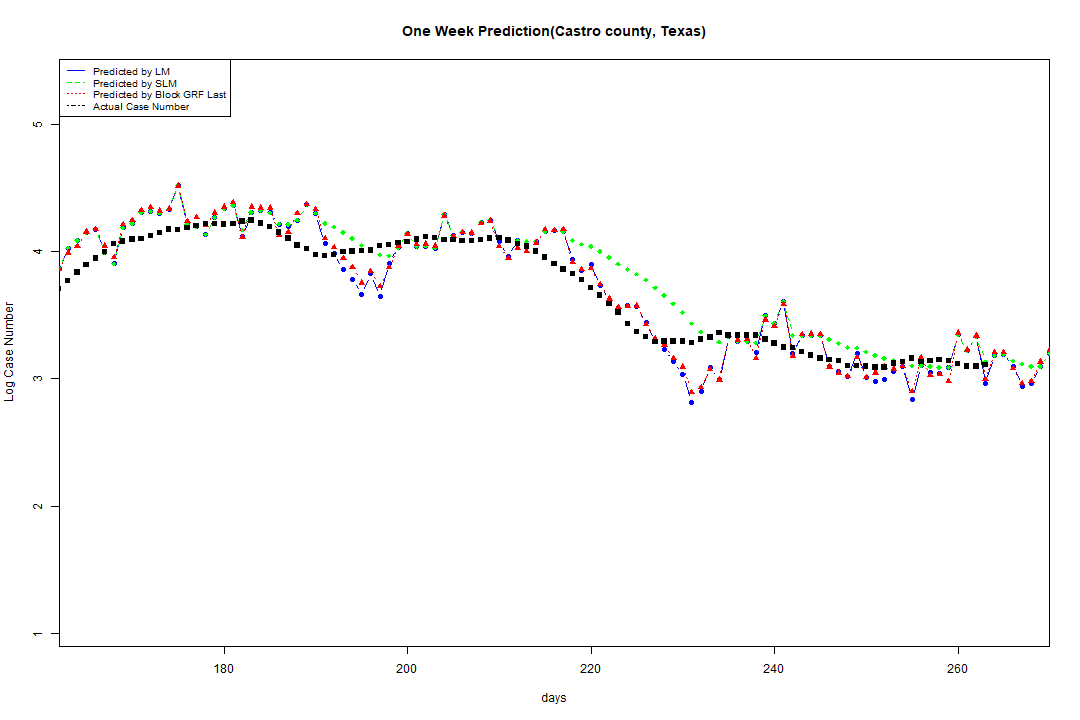 One Week Prediction(Castro county, Texas)
Predicted by LM
Predicted by SLM
Predicted by Block GRF Last
Actual Case Number
5
4
3
2
1
Log Case Number
180 200 220 240 260
days